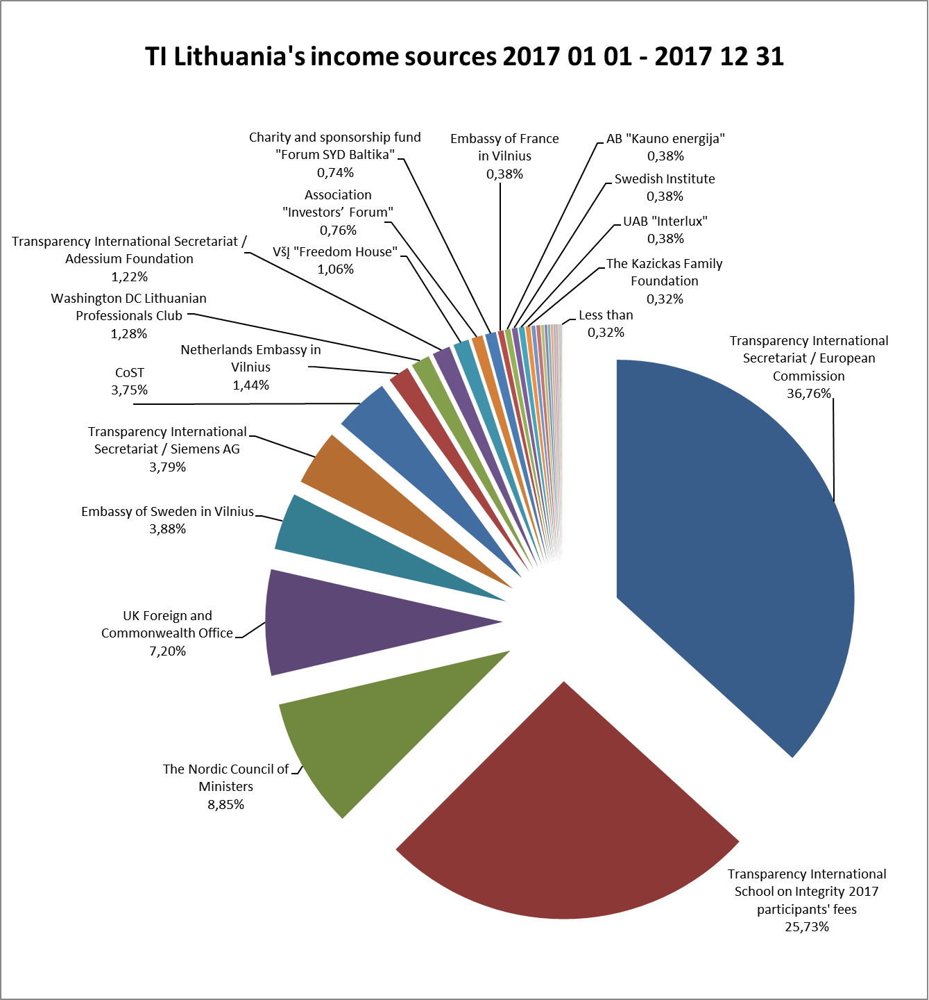 TI Lithuania's income sources 2017 01 01 - 2017 12 31
Charity and sponsorship fund
"Forum SYD Baltika"
0,74%
Embassy of France
in Vilnius
0,38%
AB "Kauno energija"
0,38%
Swedish Institute
0,38%
Association
"Investors’ Forum"
0,76%
UAB "Interlux"
0,38%
Transparency International Secretariat /
Adessium Foundation
1,22%
VšĮ "Freedom House"
1,06%
The Kazickas Family
Foundation
0,32%
Washington DC Lithuanian
Professionals Club
1,28%
Less than
0,32%
Netherlands Embassy in
Vilnius
1,44%
Transparency International
Secretariat / European
Commission
36,76%
CoST
3,75%
Transparency International
Secretariat / Siemens AG
3,79%
Embassy of Sweden in Vilnius
3,88%
UK Foreign and
Commonwealth Office
7,20%
The Nordic Council of
Ministers
8,85%
Transparency International
School on Integrity 2017
participants' fees
25,73%